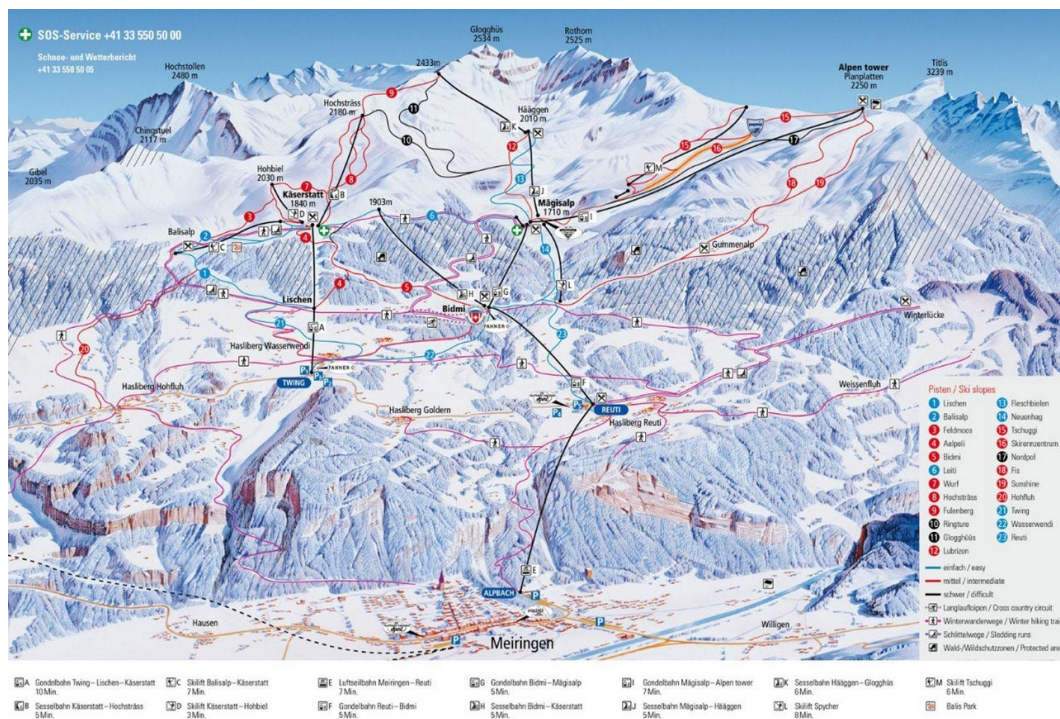 SOS-Service +41 33 550 50 00
Schnee- und Wetterbericht
+41 33 550 50 05
Glogghüs
2534 m
Rothorn
2525 m
Hochstollen
2480 m
2433m
Alpen tower
Planplatten
2250 m
Titlis
3239 m
Hochsträss
2180 m
Hääggen
2010 m
Chingstuel
2117 m
Gibel
2035 m
Hohbiel
2030 m
Käserstatt
1840 m
1903m
Mägisalp
1710 m
Balisalp
Gummenalp
Lischen
Bidmi
Winterlücke
Hasliberg Wasserwendi
TWING
Hasliberg Hohfluh
Hasliberg Goldern
REUTI
Hasliberg Reuti
Weissenfluh
ALPBACH
Hausen
Meiringen
Willigen
Pisten / Ski slopes
1 Lischen
2 Balisalp
3 Feldmoos
4 Aelpeli
5 Bidmi
6 Leiti
7 Wurf
8 Hochsträss
9 Fulenberg
10 Ringture
11 Glogghüs
12 Lubrizen
13 Fleschbielen
14 Neuenhag
15 Tschuggi
16 Skirennzentrum
17 Nordpol
18 Fis
19 Sunshine
20 Hohfluh
21 Twing
22 Wasserwendi
23 Reuti
einfach / easy
mittel / intermediate
schwer / difficult
Langlaufloipen / Cross country circuit
Winterwanderwege / Winter hiking trai
Schlittelwege / Sledding runs
Wald-/Wildschutzzonen / Protected are
A Gondelbahn Twing–Lischen–Käserstatt
10 Min.
B Sesselbahn Käserstatt–Hochsträss
5 Min.
C Skilift Balisalp–Käserstatt
7 Min.
D Skilift Käserstatt–Hohbiel
3 Min.
E Luftseilbahn Meiringen–Reuti
7 Min.
F Gondelbahn Reuti–Bidmi
5 Min.
G Gondelbahn Bidmi–Mägisalp
5 Min.
H Sesselbahn Bidmi–Käserstatt
5 Min.
I Gondelbahn Mägisalp–Alpen tower
7 Min.
J Sesselbahn Mägisalp–Hääggen
5 Min.
K Sesselbahn Hääggen–Glogghüs
6 Min.
L Skilift Spycher
8 Min.
M Skilift Tschuggi
6 Min.
Balis Park